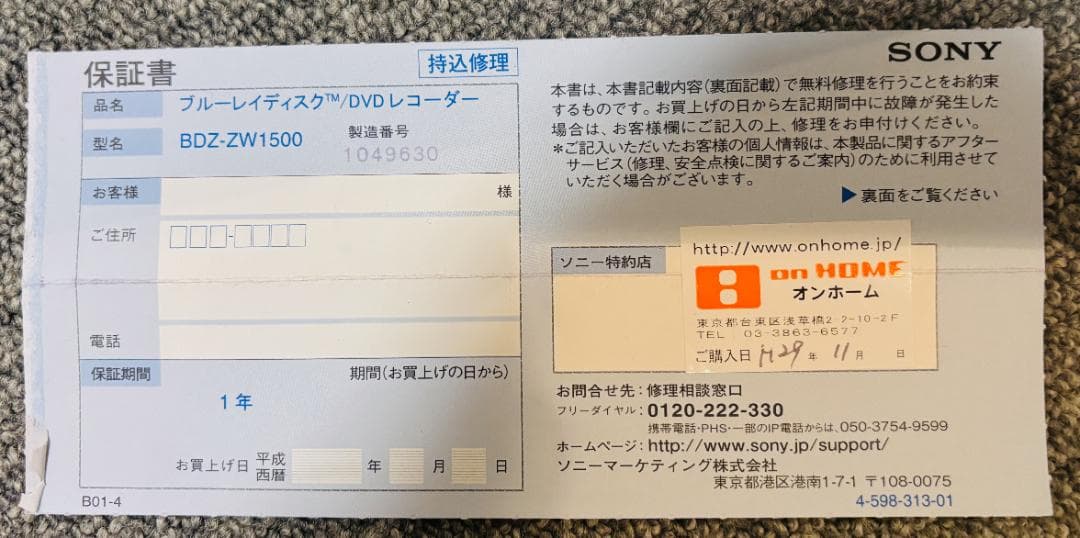 保証書
持込修理
品名 ブルーレイディスク™/DVDレコーダー
型名 BDZ-ZW1500 製造番号
1049630
お客様 様
ご住所 □□□-□□□□
電話
保証期間 期間(お買上げの日から)
1年
お買上げ日 平成 西暦 年 月 日
B01-4
SONY
本書は、本書記載内容(裏面記載)で無料修理を行うことをお約束
するものです。お買上げの日から左記期間中に故障が発生した
場合は、お客様欄にご記入の上、修理をお申付けください。
*ご記入いただいたお客様の個人情報は、本製品に関するアフター
サービス(修理、安全点検に関するご案内)のために利用させて
いただく場合がございます。
▶裏面をご覧ください
ソニー特約店
http://www.onhome.jp/
on HOME
オンホーム
東京都台東区浅草橋2-2-10-2F
TEL 03-3863-6577
ご購入日 H29年 11月 日
お問合せ先:修理相談窓口
フリーダイヤル:0120-222-330
携帯電話・PHS・一部のIP電話からは、050-3754-9599
ホームページ:http://www.sony.jp/support/
ソニーマーケティング株式会社
東京都港区港南1-7-1 〒108-0075
4-598-313-01